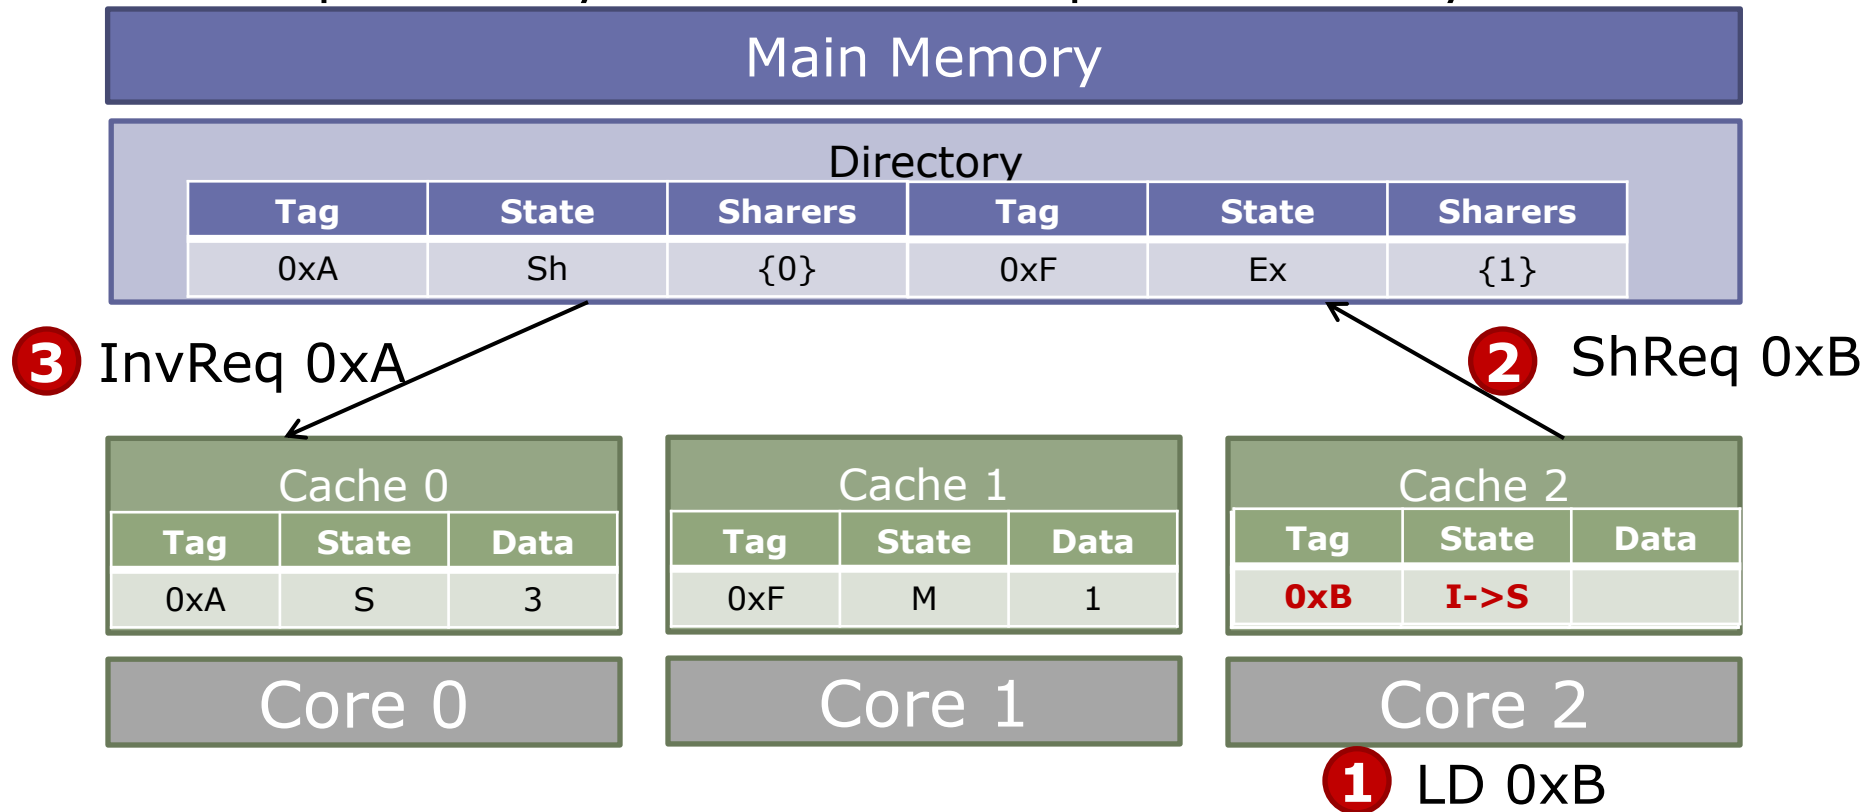 Main Memory
Directory
Tag State Sharers Tag State Sharers
0xA Sh {0} 0xF Ex {1}
3 InvReq 0xA
2 ShReq 0xB
Cache 0
Tag State Data
0xA S 3
Cache 1
Tag State Data
0xF M 1
Cache 2
Tag State Data
0xB I->S
Core 0
Core 1
Core 2
1 LD 0xB